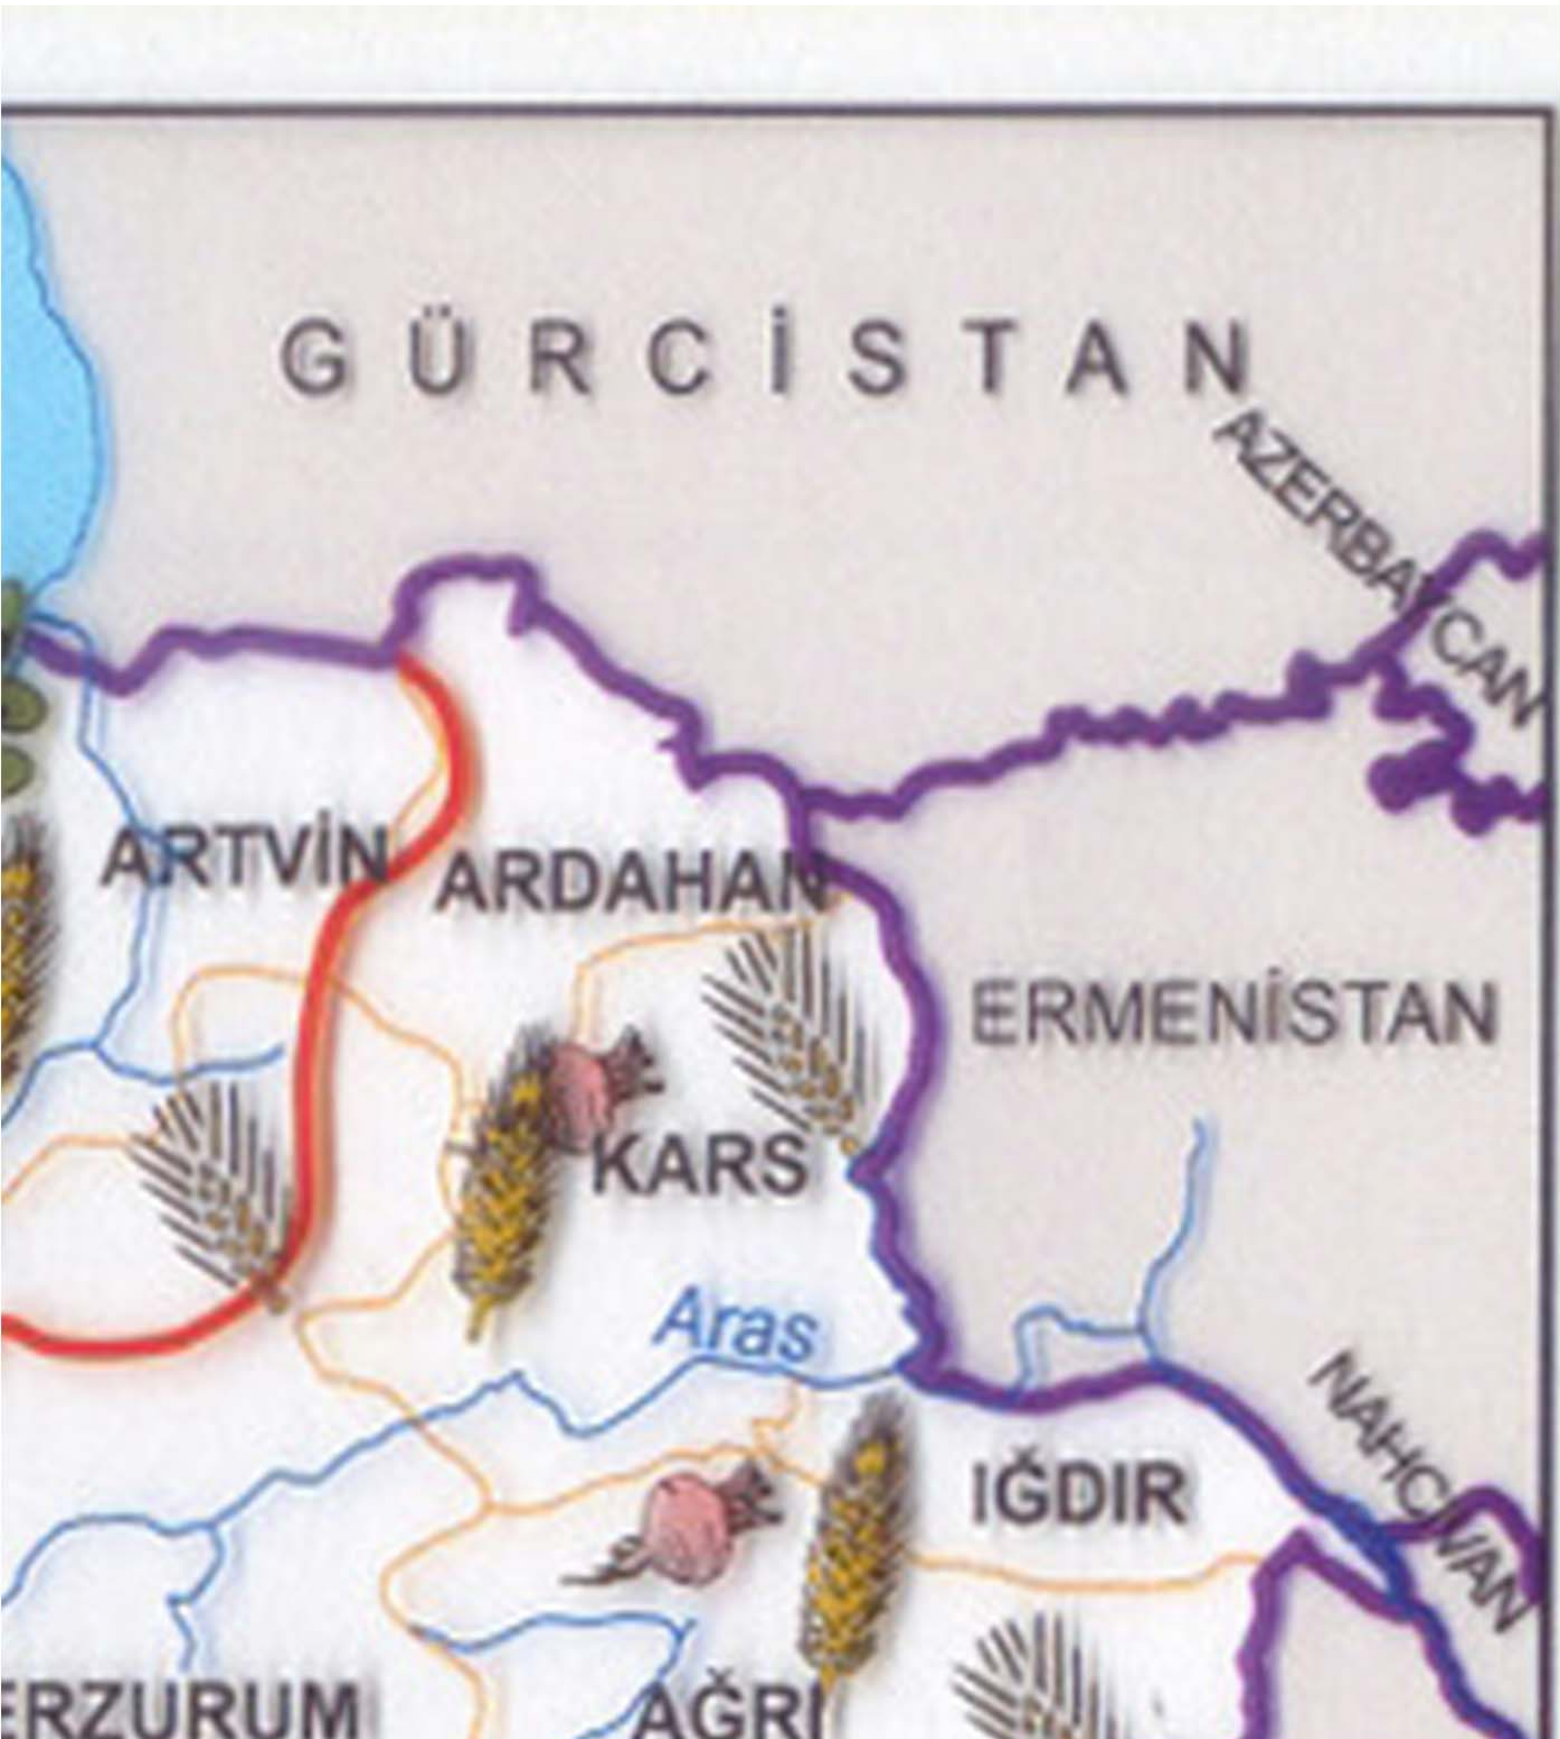 GÜRCİSTAN
AZERBAYCAN
ARTVİN
ARDAHAN
ERMENİSTAN
KARS
Aras
NAHCIVAN
IĞDIR
ERZURUM
AĞRI